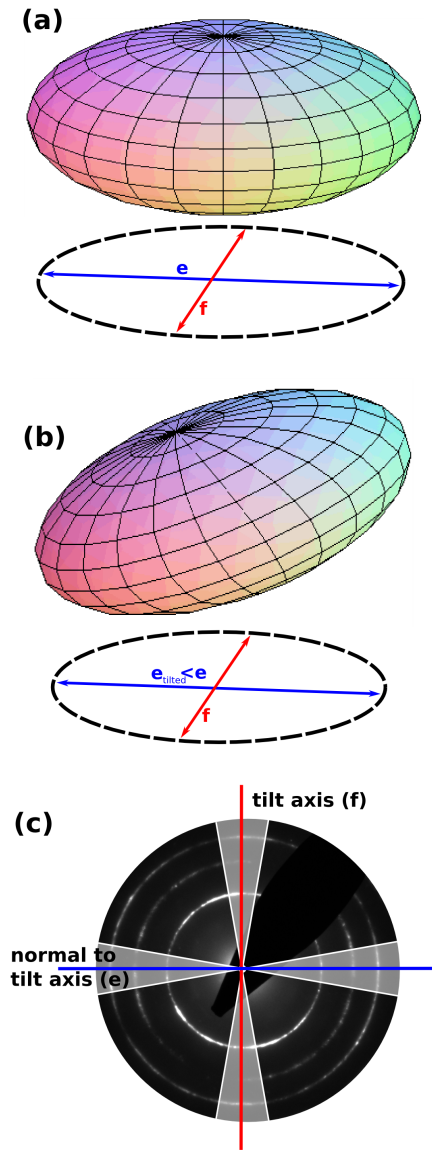 (a)
e
f
(b)
e_tilted<e
f
(c)
tilt axis (f)
normal to
tilt axis (e)